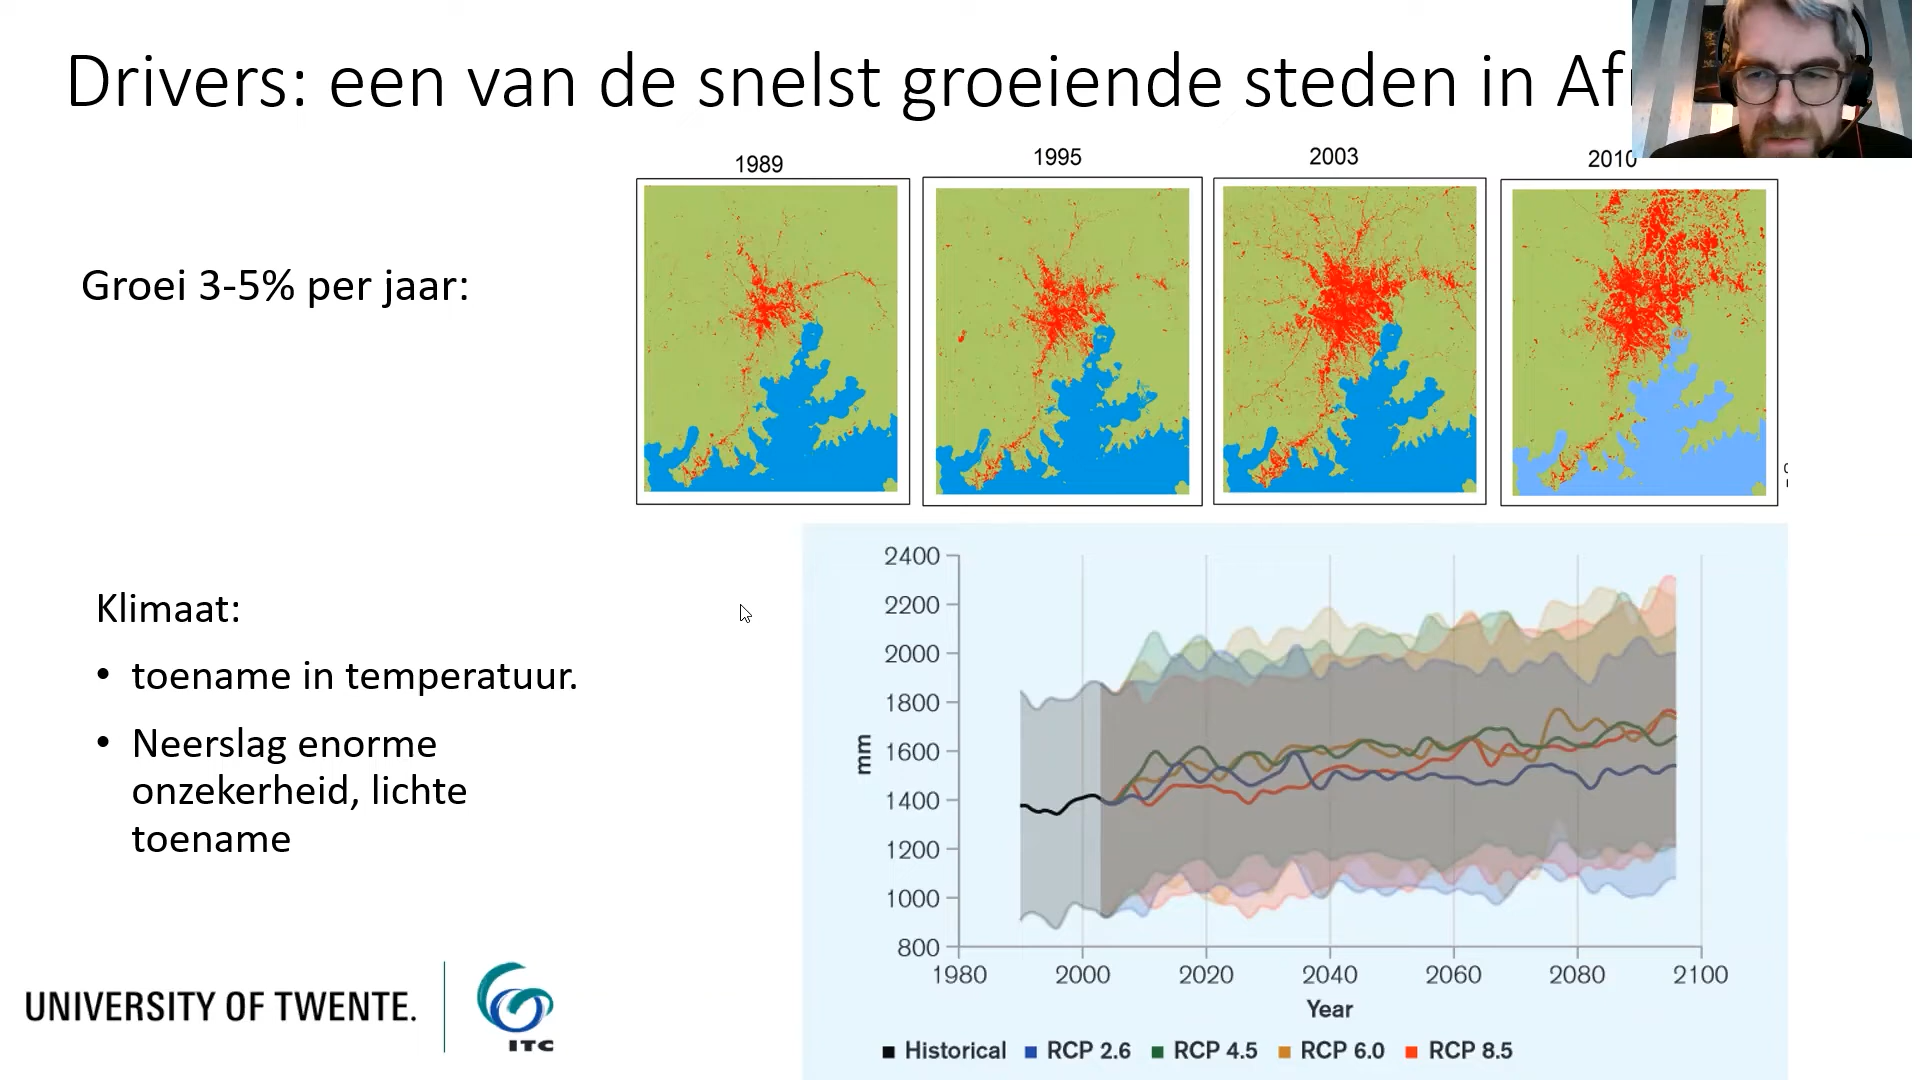 Drivers: een van de snelst groeiende steden in
1989
1995
2003
2010
Groei 3-5% per jaar:
Klimaat:
• toename in temperatuur.
• Neerslag enorme
onzekerheid, lichte
toename
2400
2200
2000
1800
1600
1400
1200
1000
800
mm
1980
2000
2020
2040
2060
2080
2100
Year
Historical
RCP 2.6
RCP 4.5
RCP 6.0
RCP 8.5
UNIVERSITY OF TWENTE.
ITC